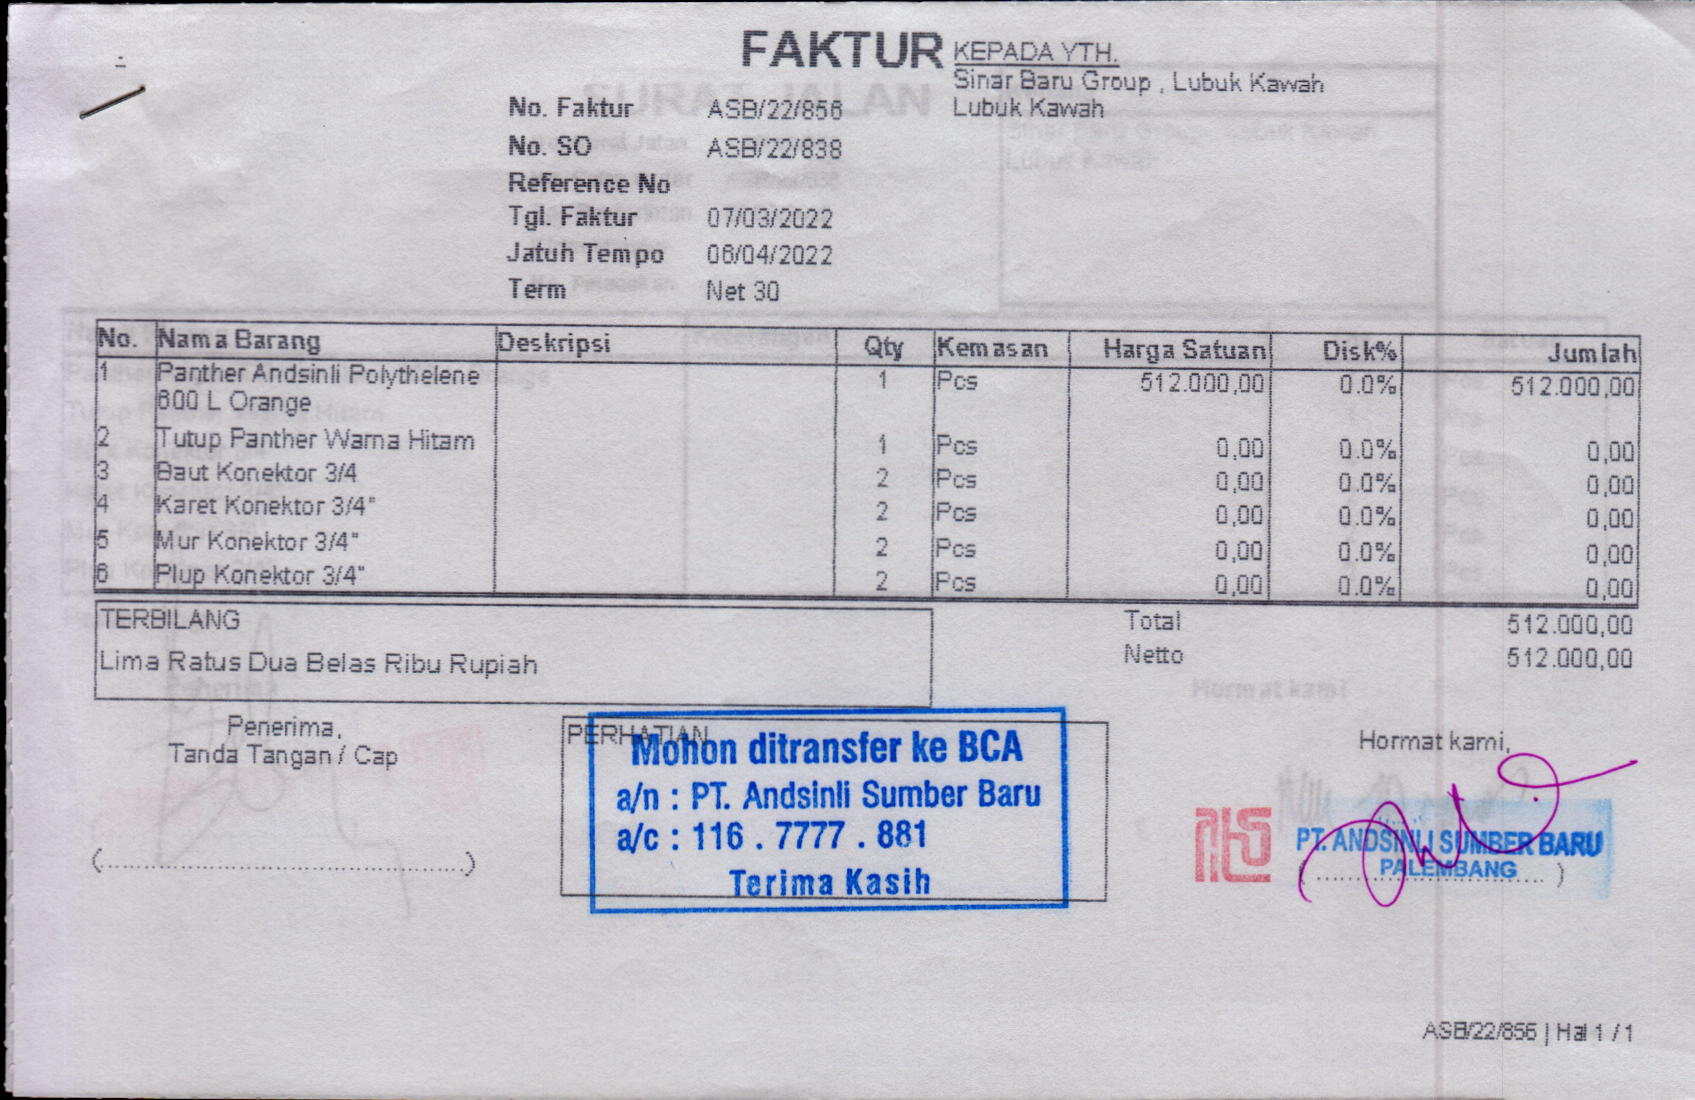 FAKTUR
KEPADA YTH.
Sinar Baru Group , Lubuk Kawah
Lubuk Kawah
No. Faktur ASB/22/856
No. SO ASB/22/838
Reference No
Tgl. Faktur 07/03/2022
Jatuh Tempo 06/04/2022
Term Net 30
No. Nama Barang Deskripsi Qty Kemasan Harga Satuan Disk% Jumlah
1 Panther Andsinli Polythelene 1 Pcs 512.000,00 0.0% 512.000,00
600 L Orange
2 Tutup Panther Warna Hitam 1 Pcs 0,00 0.0% 0,00
3 Baut Konektor 3/4 2 Pcs 0,00 0.0% 0,00
4 Karet Konektor 3/4" 2 Pcs 0,00 0.0% 0,00
5 Mur Konektor 3/4" 2 Pcs 0,00 0.0% 0,00
6 Plup Konektor 3/4" 2 Pcs 0,00 0.0% 0,00
TERBILANG
Lima Ratus Dua Belas Ribu Rupiah
Total 512.000,00
Netto 512.000,00
Penerima,
Tanda Tangan / Cap
(..................................................)
PERHATIAN
Mohon ditransfer ke BCA
a/n : PT. Andsinli Sumber Baru
a/c : 116 . 7777 . 881
Terima Kasih
Hormat kami,
PT. ANDSINLI SUMBER BARU
PALEMBANG
(................................)
ASB/22/856 | Hal 1 / 1